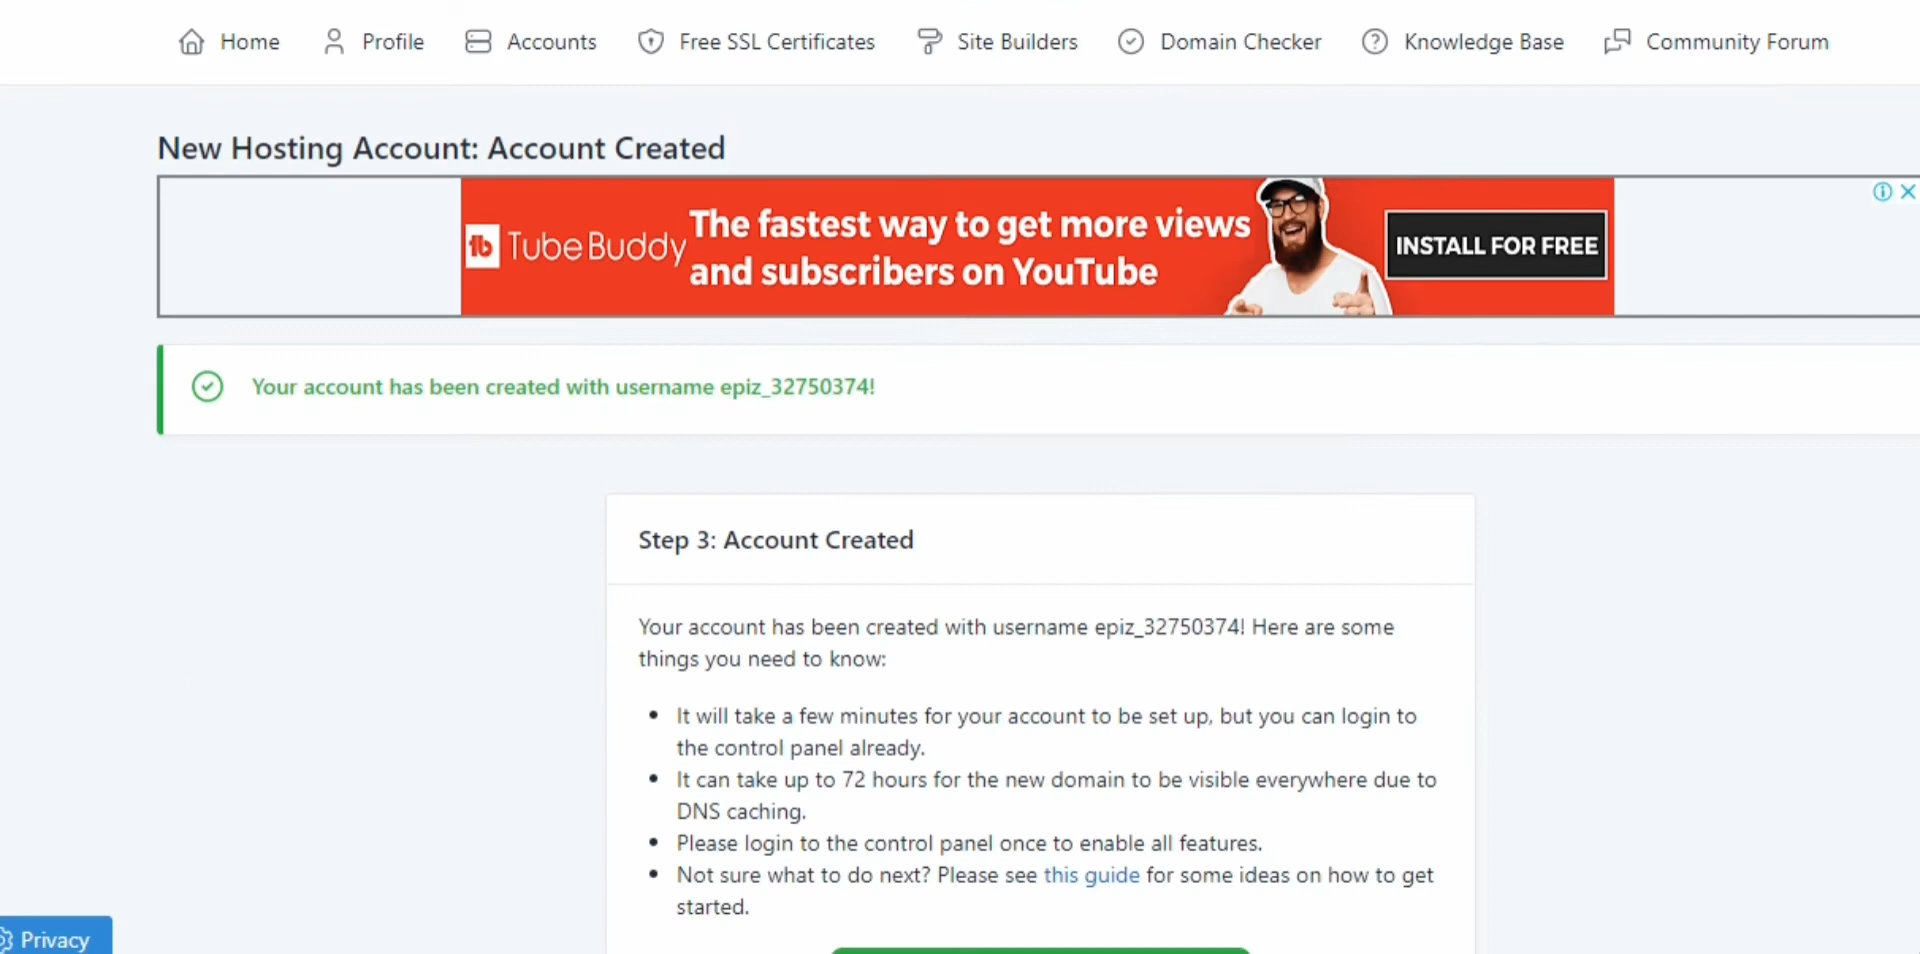 Home Profile Accounts Free SSL Certificates Site Builders Domain Checker Knowledge Base Community Forum
New Hosting Account: Account Created
TubeBuddy
The fastest way to get more views
and subscribers on YouTube
INSTALL FOR FREE
Your account has been created with username epiz_32750374!
Step 3: Account Created
Your account has been created with username epiz_32750374! Here are some
things you need to know:
It will take a few minutes for your account to be set up, but you can login to
the control panel already.
It can take up to 72 hours for the new domain to be visible everywhere due to
DNS caching.
Please login to the control panel once to enable all features.
Not sure what to do next? Please see this guide for some ideas on how to get
started.
Privacy